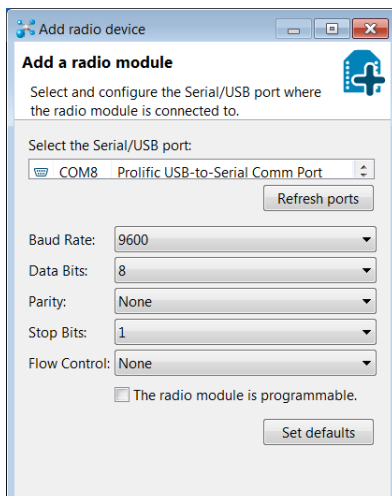 Add radio device
Add a radio module
Select and configure the Serial/USB port where
the radio module is connected to.
Select the Serial/USB port:
COM8 Prolific USB-to-Serial Comm Port
Refresh ports
Baud Rate: 9600
Data Bits: 8
Parity: None
Stop Bits: 1
Flow Control: None
The radio module is programmable.
Set defaults